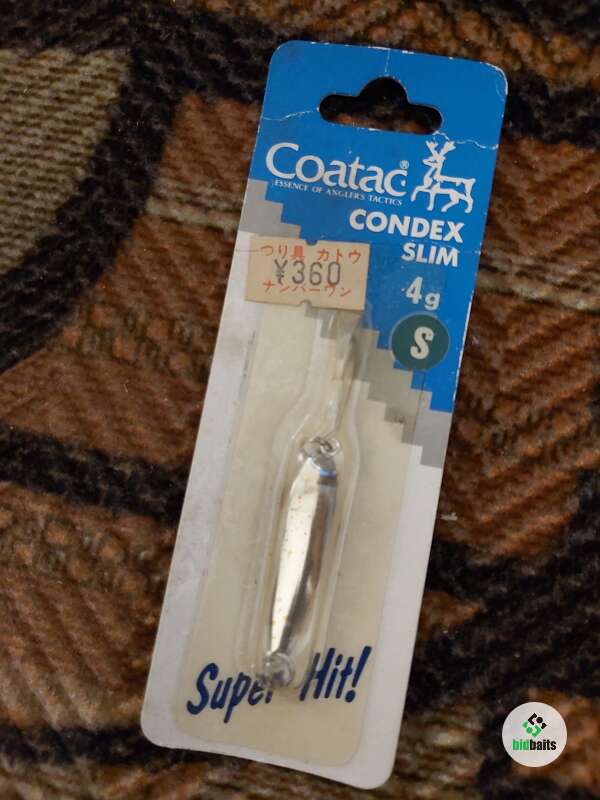 Coatac®
ESSENCE OF ANGLER'S TACTICS
CONDEX
SLIM
つり具 カトウ
¥360
ナンバーワン
4g
S
Super Hit!
bidbaits